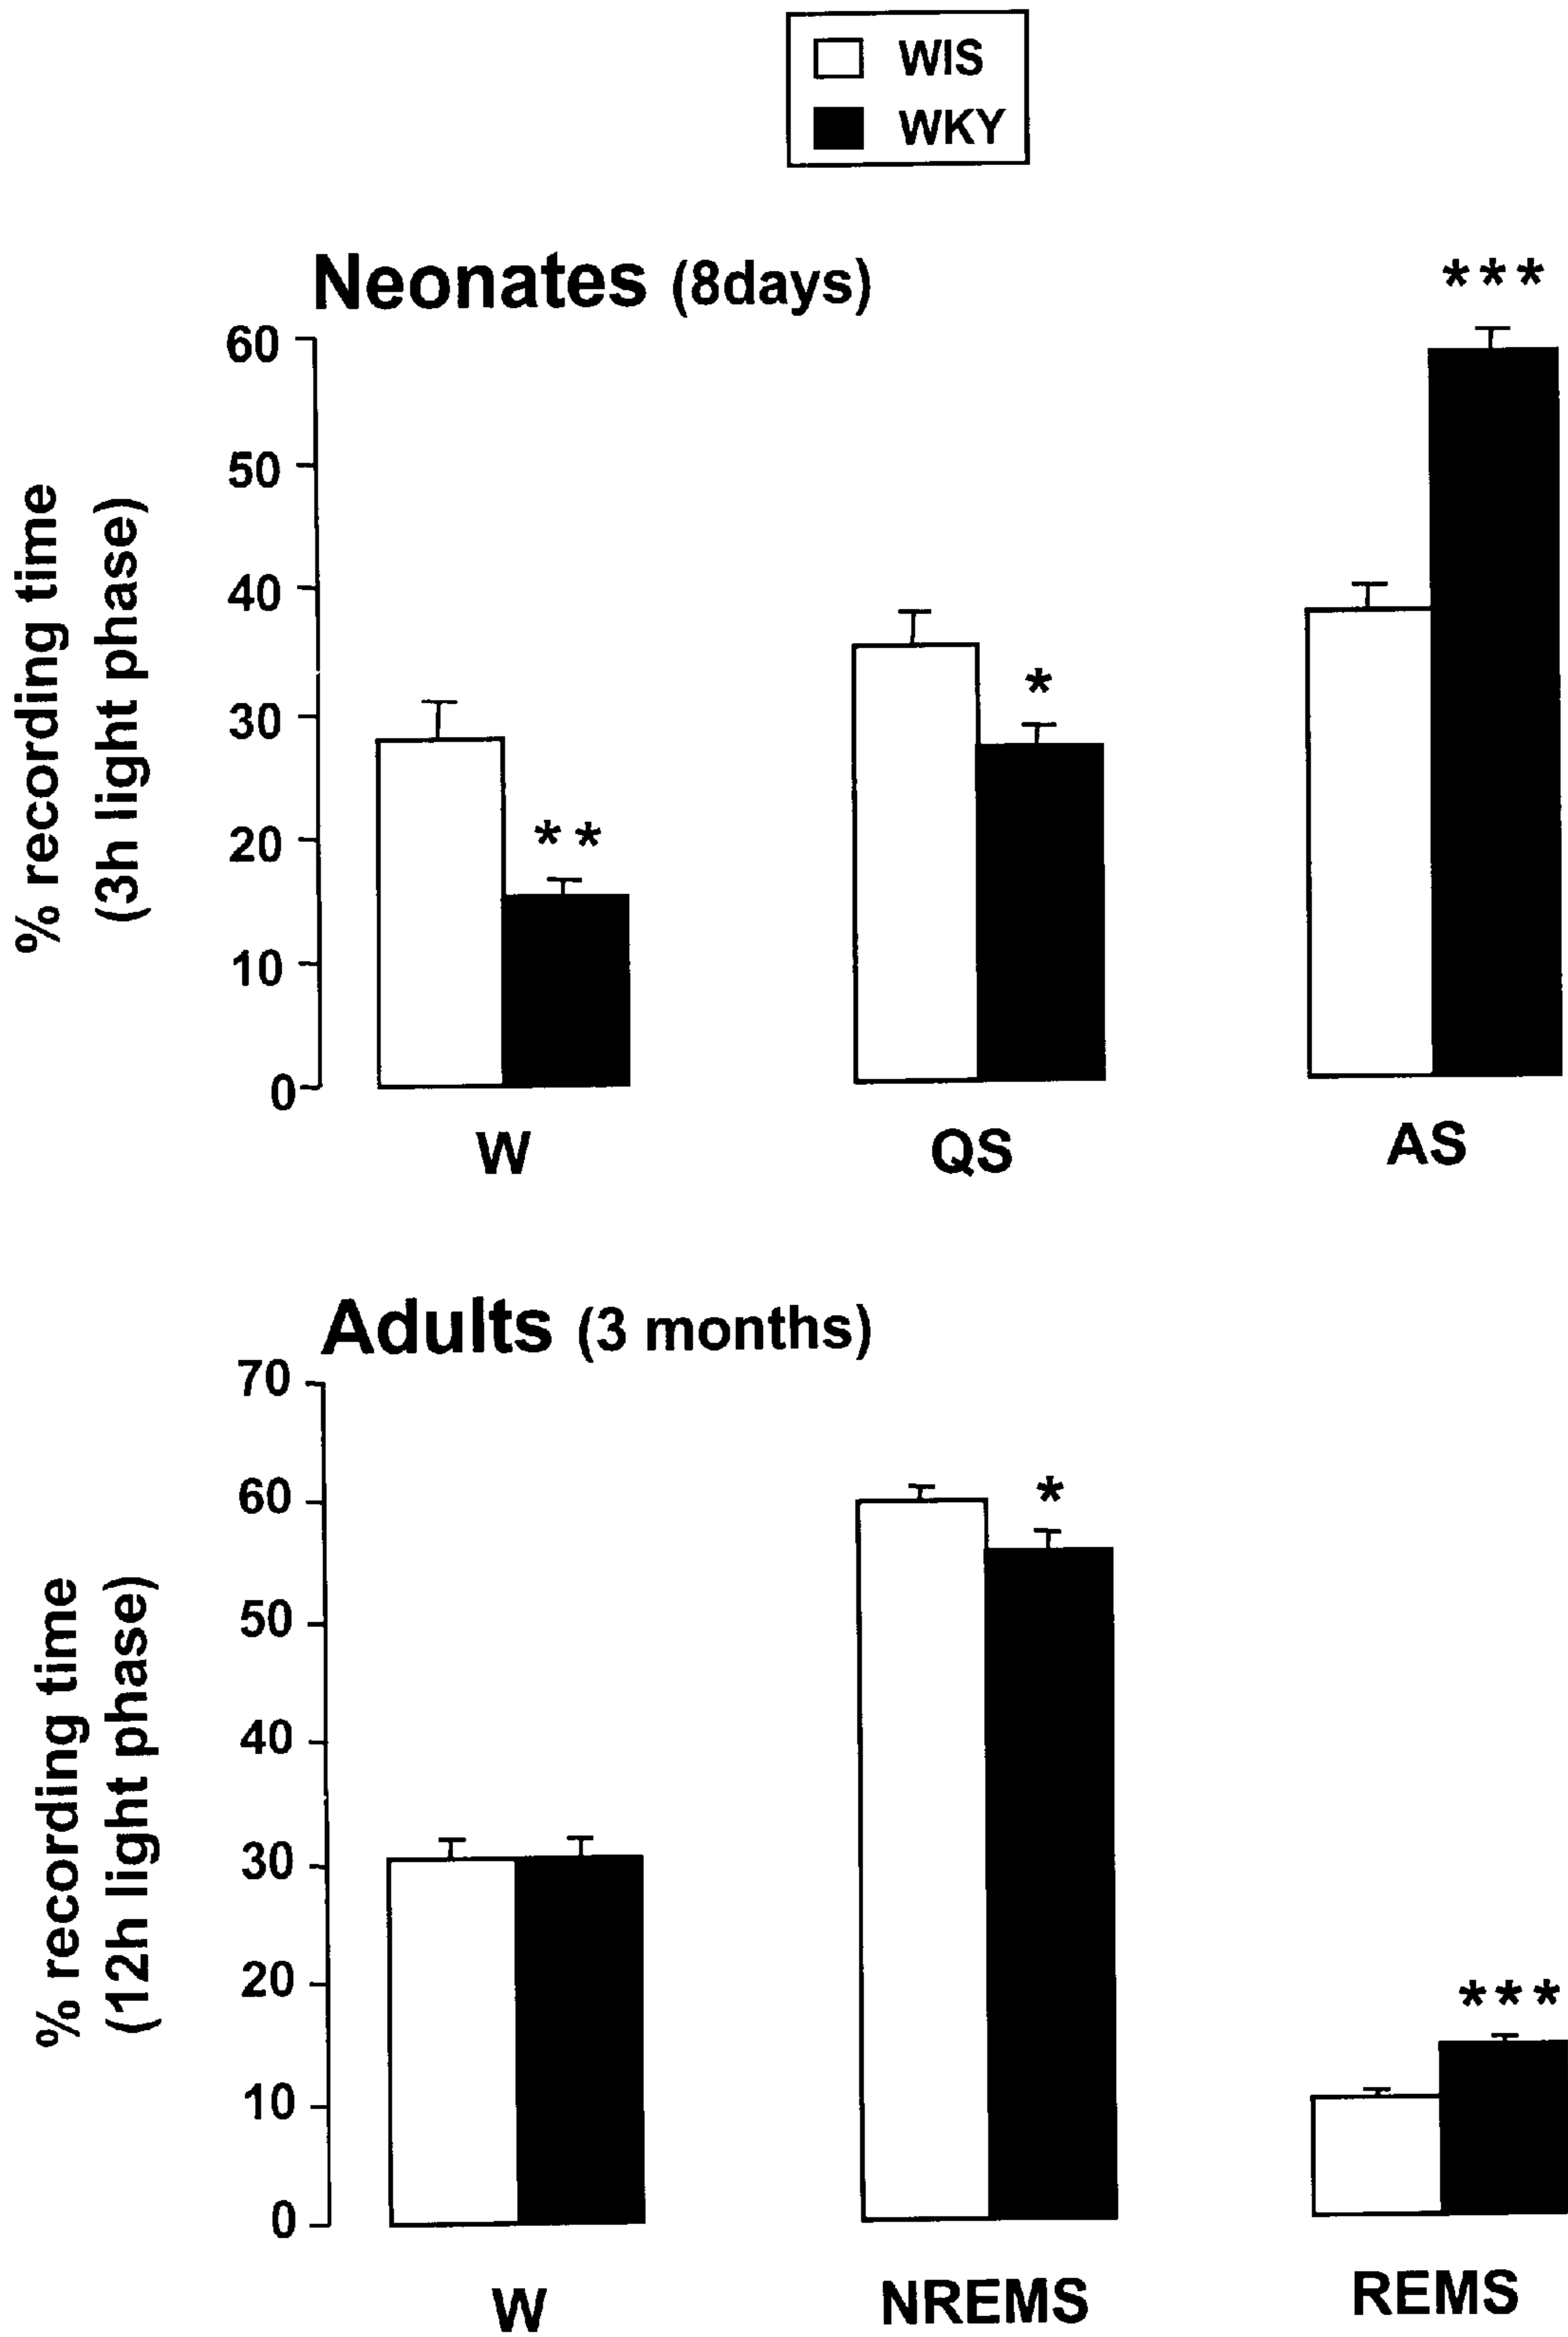 WIS
WKY
Neonates (8days)
% recording time
(3h light phase)
60
50
40
30
20
10
0
**
*
***
W
QS
AS
Adults (3 months)
% recording time
(12h light phase)
70
60
50
40
30
20
10
0
*
***
W
NREMS
REMS